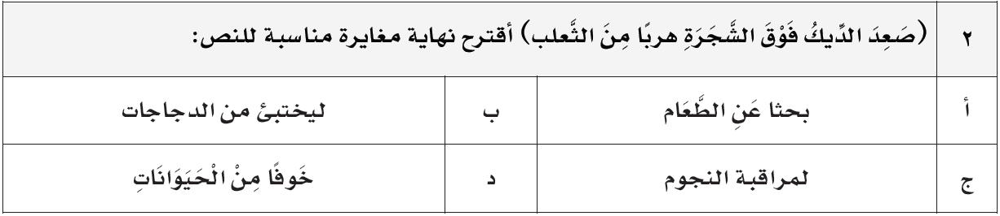 ٢ (صَعِدَ الدِّيكُ فَوْقَ الشَّجَرَةِ هربًا مِنَ الثَّعلب) أقترح نهاية مغايرة مناسبة للنص:
أ بحثا عَنِ الطَّعَام ب ليختبئ من الدجاجات
ج لمراقبة النجوم د خَوفًا مِنْ الْحَيَوَانَاتِ